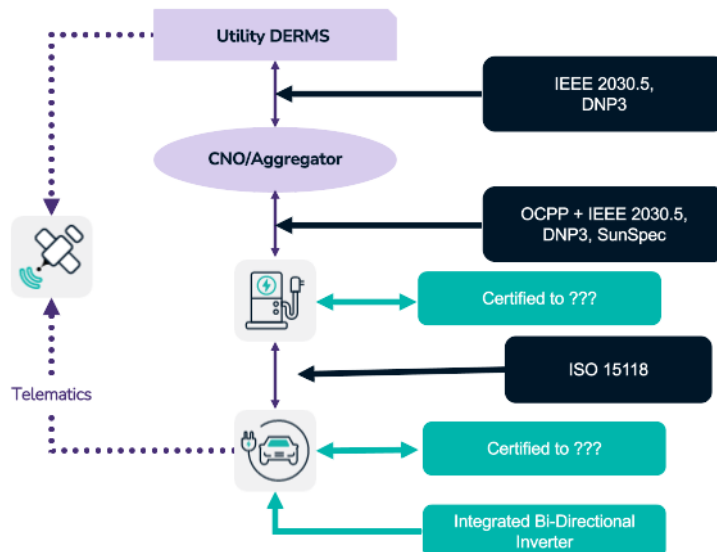 Utility DERMS
IEEE 2030.5,
DNP3
CNO/Aggregator
OCPP + IEEE 2030.5,
DNP3, SunSpec
Certified to ???
ISO 15118
Telematics
Certified to ???
Integrated Bi-Directional
Inverter